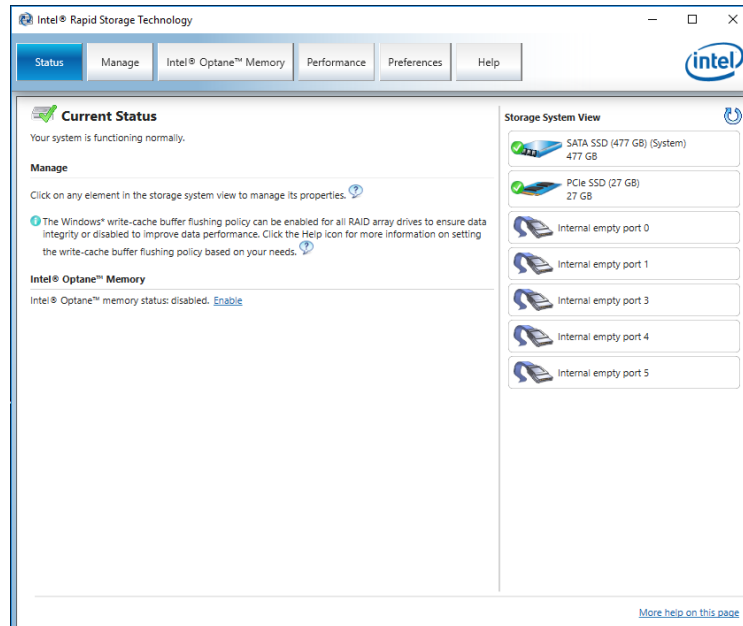 Intel® Rapid Storage Technology
Status
Manage
Intel® Optane™ Memory
Performance
Preferences
Help
intel
Current Status
Your system is functioning normally.
Manage
Click on any element in the storage system view to manage its properties.
The Windows* write-cache buffer flushing policy can be enabled for all RAID array drives to ensure data
integrity or disabled to improve data performance. Click the Help icon for more information on setting
the write-cache buffer flushing policy based on your needs.
Intel® Optane™ Memory
Intel® Optane™ memory status: disabled. Enable
Storage System View
SATA SSD (477 GB) (System)
477 GB
PCIe SSD (27 GB)
27 GB
Internal empty port 0
Internal empty port 1
Internal empty port 3
Internal empty port 4
Internal empty port 5
More help on this page